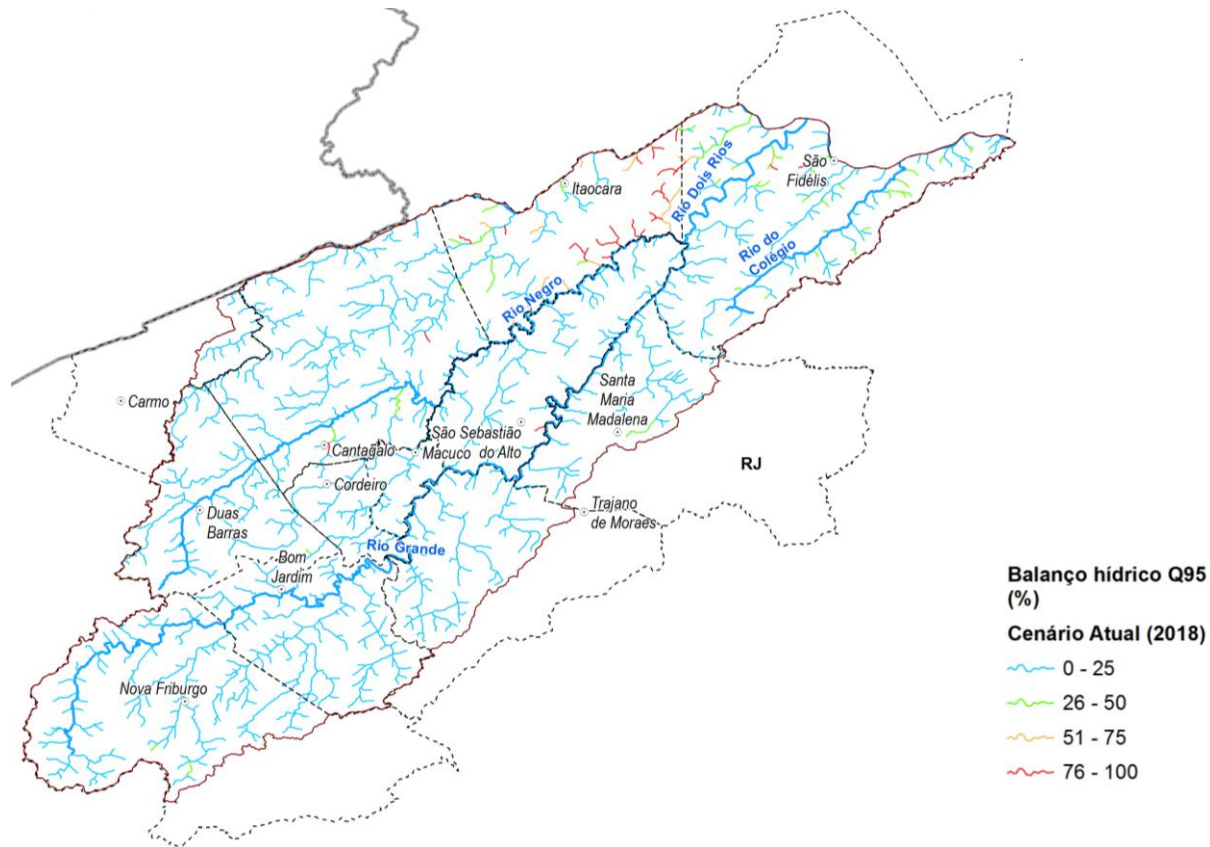 Itaocara
Rio Dois Rios
São
Fidélis
Rio do
Colégio
Rio Negro
Carmo
Santa
Maria
Madalena
São Sebastião
do Alto
Cantagalo
Macuco
RJ
Cordeiro
Duas
Barras
Trajano
de Moraes
Rio Grande
Bom
Jardim
Nova Friburgo
Balanço hídrico Q95
(%)
Cenário Atual (2018)
0 - 25
26 - 50
51 - 75
76 - 100